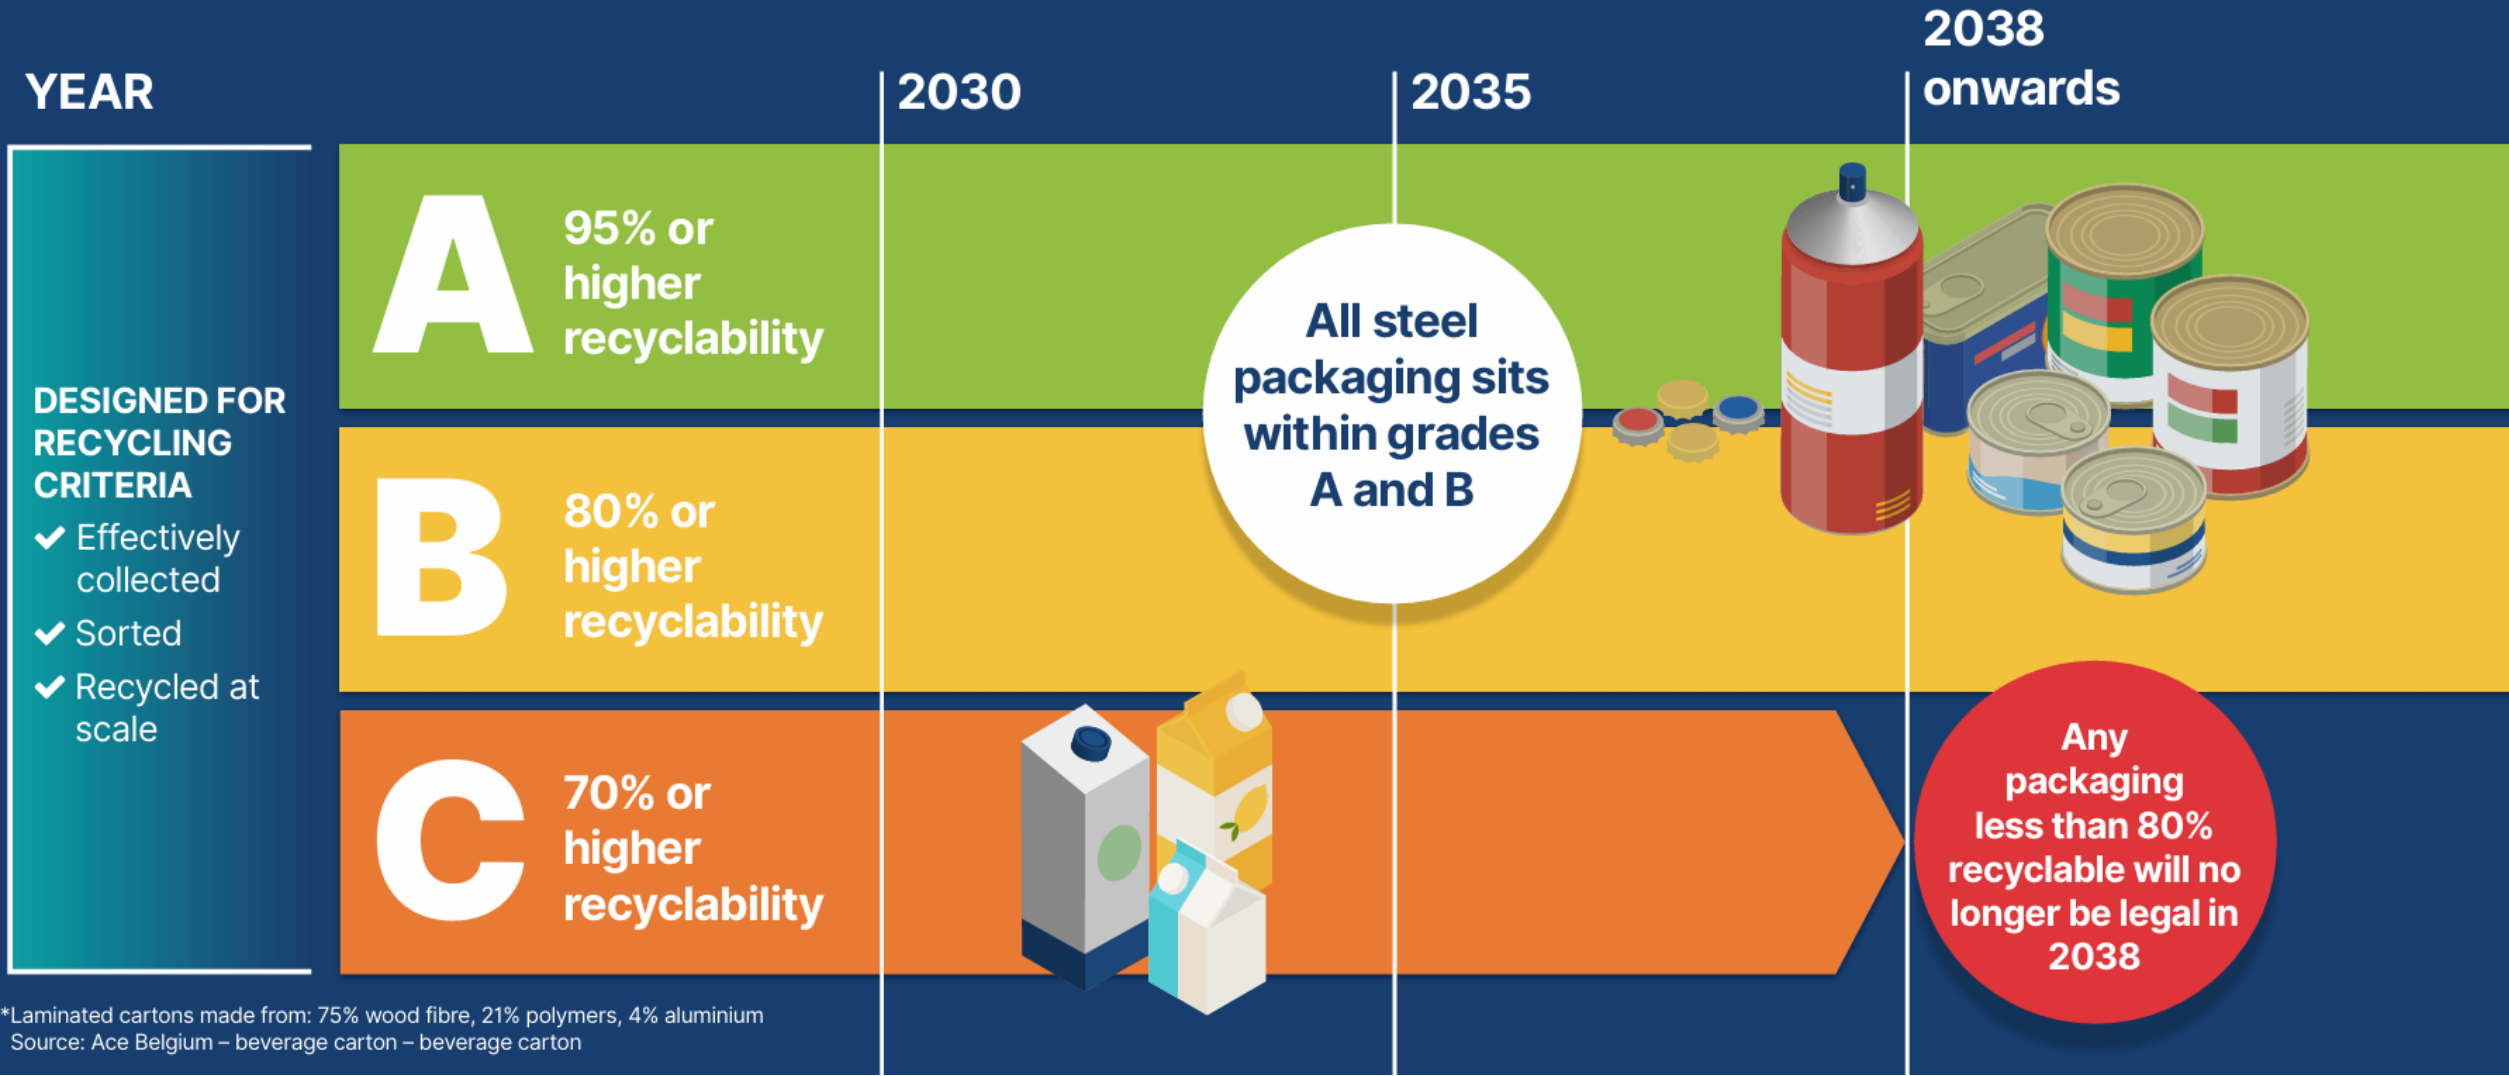 YEAR
2030
2035
2038
onwards
DESIGNED FOR
RECYCLING
CRITERIA
Effectively
collected
Sorted
Recycled at
scale
A
95% or
higher
recyclability
B
80% or
higher
recyclability
C
70% or
higher
recyclability
All steel
packaging sits
within grades
A and B
Any
packaging
less than 80%
recyclable will no
longer be legal in
2038
*Laminated cartons made from: 75% wood fibre, 21% polymers, 4% aluminium
Source: Ace Belgium – beverage carton – beverage carton